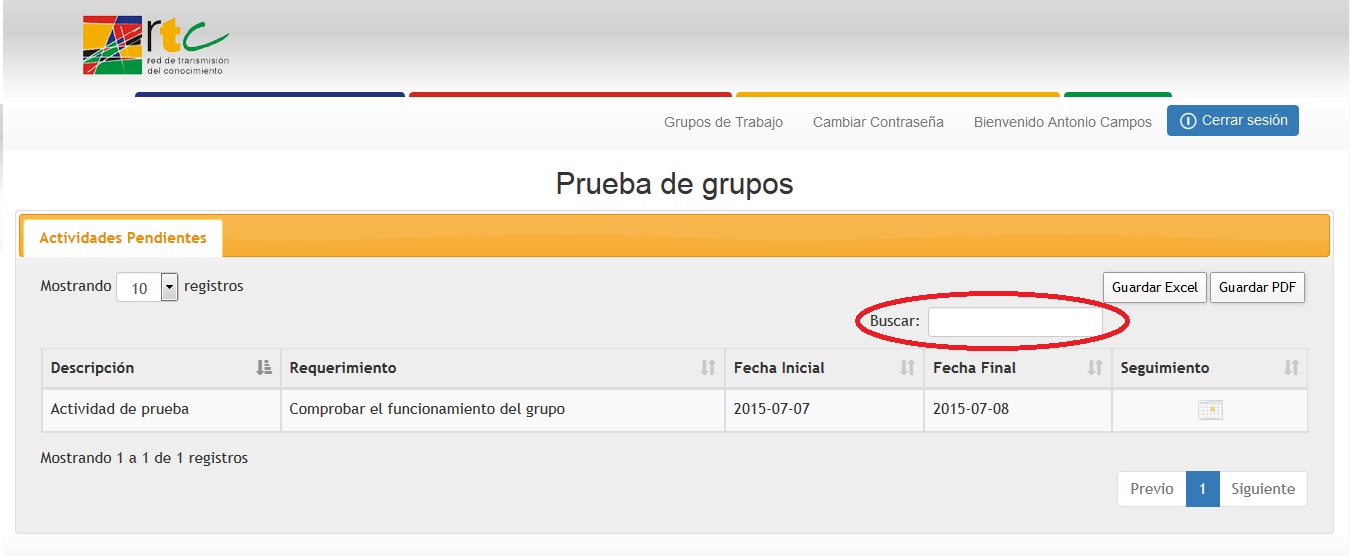 rtc
red de transmisión
del conocimiento
Grupos de Trabajo Cambiar Contraseña Bienvenido Antonio Campos Cerrar sesión
Prueba de grupos
Actividades Pendientes
Mostrando 10 registros Guardar Excel Guardar PDF
Buscar:
Descripción Requerimiento Fecha Inicial Fecha Final Seguimiento
Actividad de prueba Comprobar el funcionamiento del grupo 2015-07-07 2015-07-08
Mostrando 1 a 1 de 1 registros
Previo 1 Siguiente